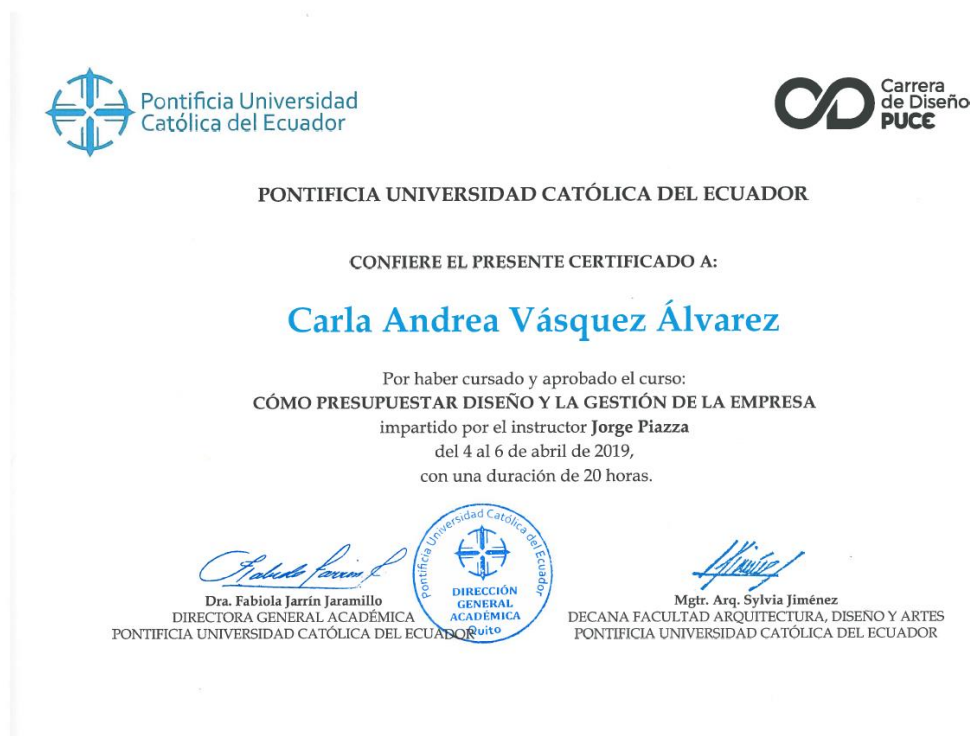 Pontificia Universidad
Católica del Ecuador
Carrera
de Diseño
PUCE
PONTIFICIA UNIVERSIDAD CATÓLICA DEL ECUADOR
CONFIERE EL PRESENTE CERTIFICADO A:
Carla Andrea Vásquez Álvarez
Por haber cursado y aprobado el curso:
CÓMO PRESUPUESTAR DISEÑO Y LA GESTIÓN DE LA EMPRESA
impartido por el instructor Jorge Piazza
del 4 al 6 de abril de 2019,
con una duración de 20 horas.
Pontificia Universidad Católica del Ecuador
DIRECCIÓN
GENERAL
ACADÉMICA
Quito
Dra. Fabiola Jarrín Jaramillo
DIRECTORA GENERAL ACADÉMICA
PONTIFICIA UNIVERSIDAD CATÓLICA DEL ECUADOR
Mgtr. Arq. Sylvia Jiménez
DECANA FACULTAD ARQUITECTURA, DISEÑO Y ARTES
PONTIFICIA UNIVERSIDAD CATÓLICA DEL ECUADOR